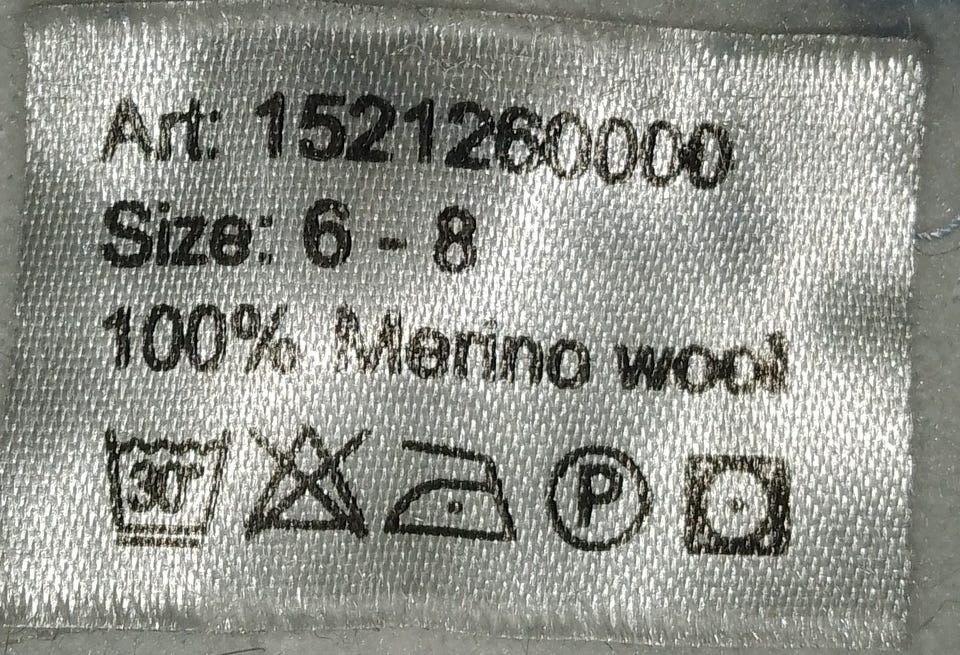 Art: 1521260000
Size: 6 - 8
100% Merino wool
30° P